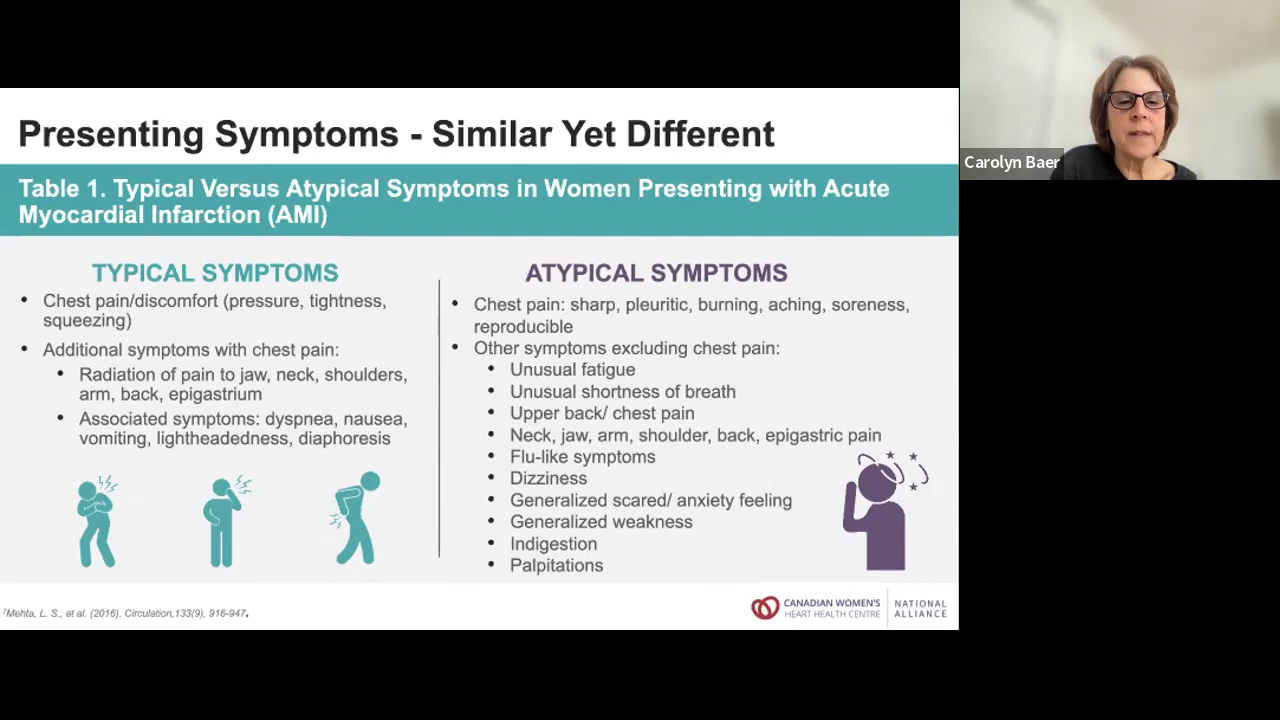 Presenting Symptoms - Similar Yet Different
Table 1. Typical Versus Atypical Symptoms in Women Presenting with Acute
Myocardial Infarction (AMI)
TYPICAL SYMPTOMS
• Chest pain/discomfort (pressure, tightness,
squeezing)
• Additional symptoms with chest pain:
• Radiation of pain to jaw, neck, shoulders,
arm, back, epigastrium
• Associated symptoms: dyspnea, nausea,
vomiting, lightheadedness, diaphoresis
ATYPICAL SYMPTOMS
• Chest pain: sharp, pleuritic, burning, aching, soreness,
reproducible
• Other symptoms excluding chest pain:
• Unusual fatigue
• Unusual shortness of breath
• Upper back/ chest pain
• Neck, jaw, arm, shoulder, back, epigastric pain
• Flu-like symptoms
• Dizziness
• Generalized scared/ anxiety feeling
• Generalized weakness
• Indigestion
• Palpitations
Mehta, L. S., et al. (2016). Circulation,133(9), 916-947.
CANADIAN WOMEN'S
HEART HEALTH CENTRE
NATIONAL
ALLIANCE
Carolyn Baer